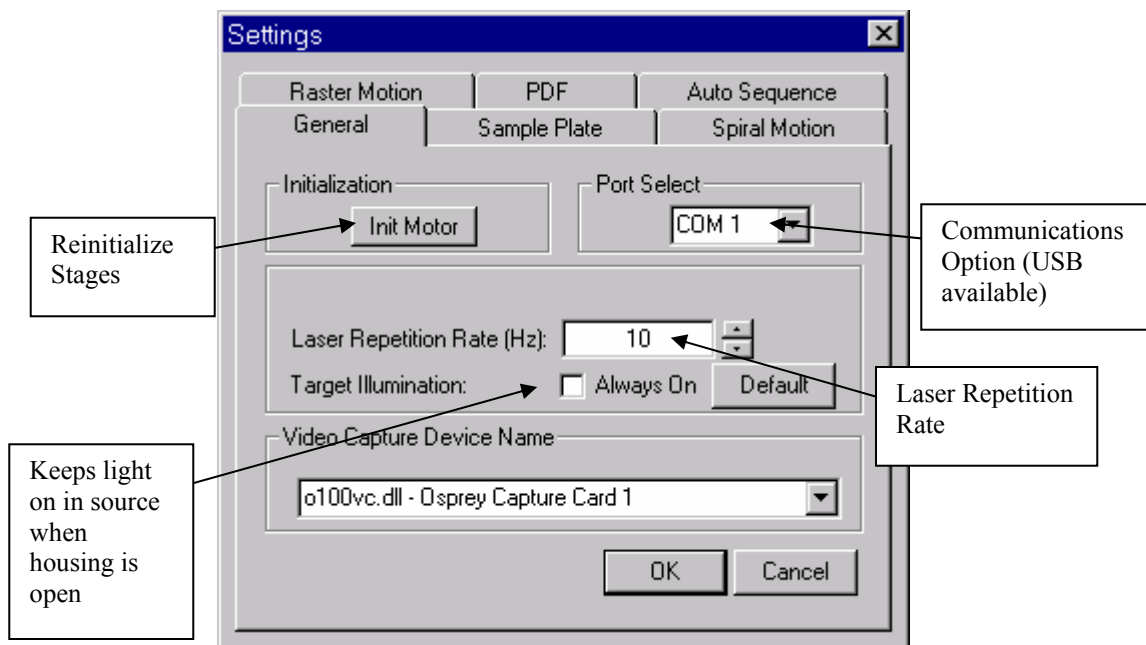 Settings
Raster Motion
PDF
Auto Sequence
General
Sample Plate
Spiral Motion
Initialization
Init Motor
Port Select
COM 1
Reinitialize
Stages
Communications
Option (USB
available)
Laser Repetition Rate (Hz):
10
Target Illumination:
Always On
Default
Laser Repetition
Rate
Video Capture Device Name
o100vc.dll - Osprey Capture Card 1
Keeps light
on in source
when
housing is
open
OK
Cancel